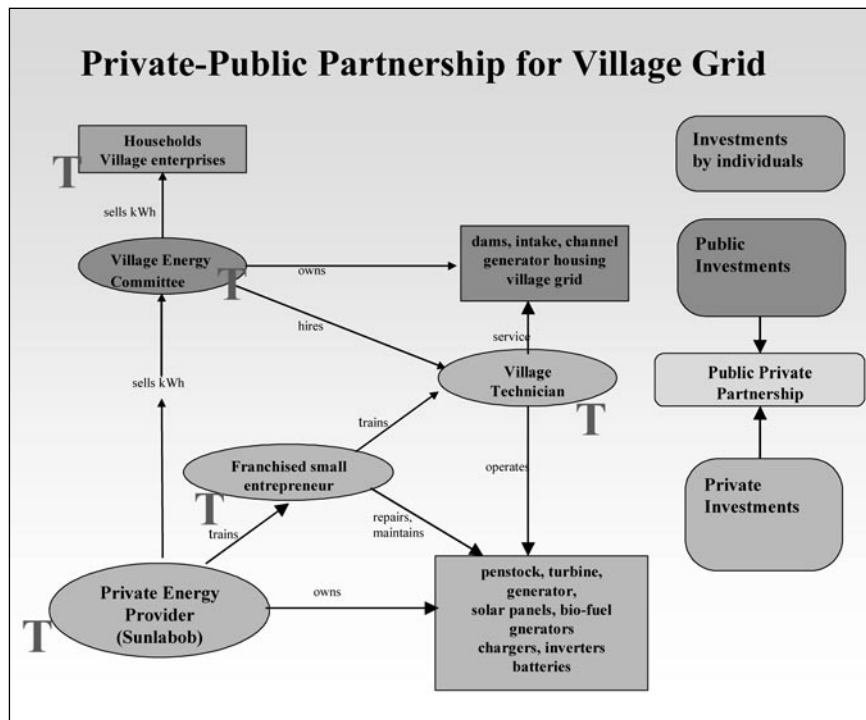 Private-Public Partnership for Village Grid
Households
Village enterprises
T
Investments
by individuals
sells kWh
Village Energy
Committee
T
owns
dams, intake, channel
generator housing
village grid
Public
Investments
hires
service
sells kWh
Village
Technician
T
Public Private
Partnership
trains
Franchised small
entrepreneur
T
operates
Private
Investments
trains
repairs,
maintains
Private Energy
Provider
(Sunlabob)
T
owns
penstock, turbine,
generator,
solar panels, bio-fuel
gnerators
chargers, inverters
batteries